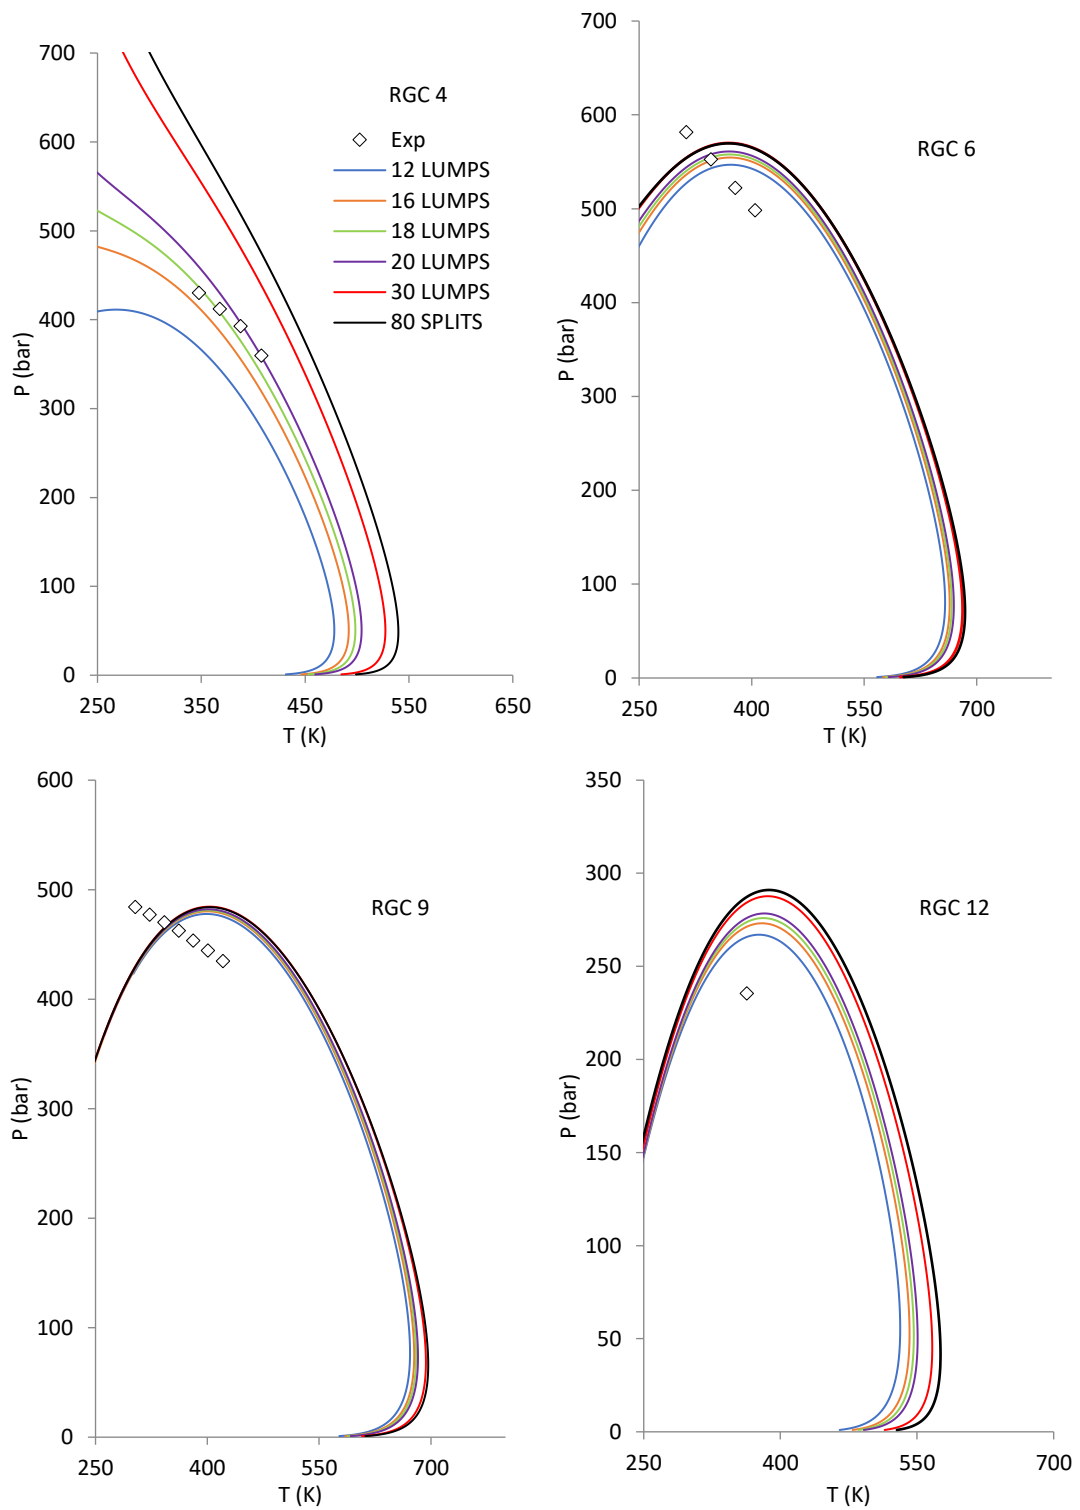 700
600
500
400
300
200
100
0
P (bar)
250
350
450
550
650
T (K)
RGC 4
Exp
12 LUMPS
16 LUMPS
18 LUMPS
20 LUMPS
30 LUMPS
80 SPLITS
700
600
500
400
300
200
100
0
P (bar)
250
400
550
700
T (K)
RGC 6
600
500
400
300
200
100
0
P (bar)
250
400
550
700
T (K)
RGC 9
350
300
250
200
150
100
50
0
P (bar)
250
400
550
700
T (K)
RGC 12